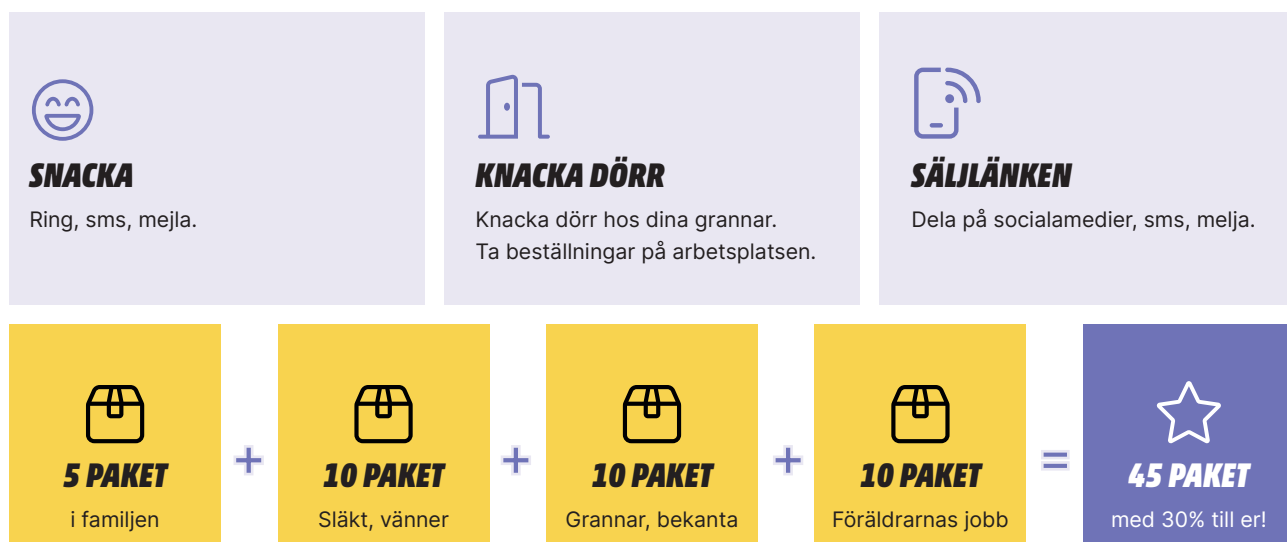 SNACKA
Ring, sms, mejla.
KNACKA DÖRR
Knacka dörr hos dina grannar.
Ta beställningar på arbetsplatsen.
SÄLJLÄNKEN
Dela på socialamedier, sms, melja.
5 PAKET
i familjen
+
10 PAKET
Släkt, vänner
+
10 PAKET
Grannar, bekanta
+
10 PAKET
Föräldrarnas jobb
=
45 PAKET
med 30% till er!